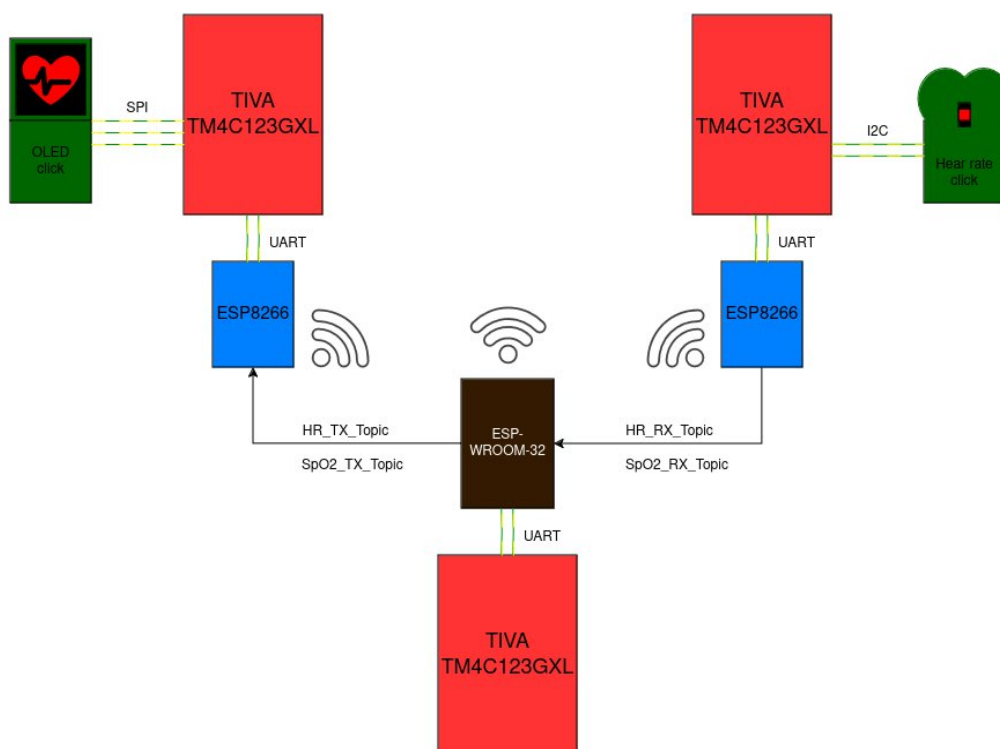 SPI
OLED
click
TIVA
TM4C123GXL
UART
ESP8266
TIVA
TM4C123GXL
I2C
Hear rate
click
UART
ESP8266
HR_TX_Topic
SpO2_TX_Topic
ESP-
WROOM-32
HR_RX_Topic
SpO2_RX_Topic
UART
TIVA
TM4C123GXL